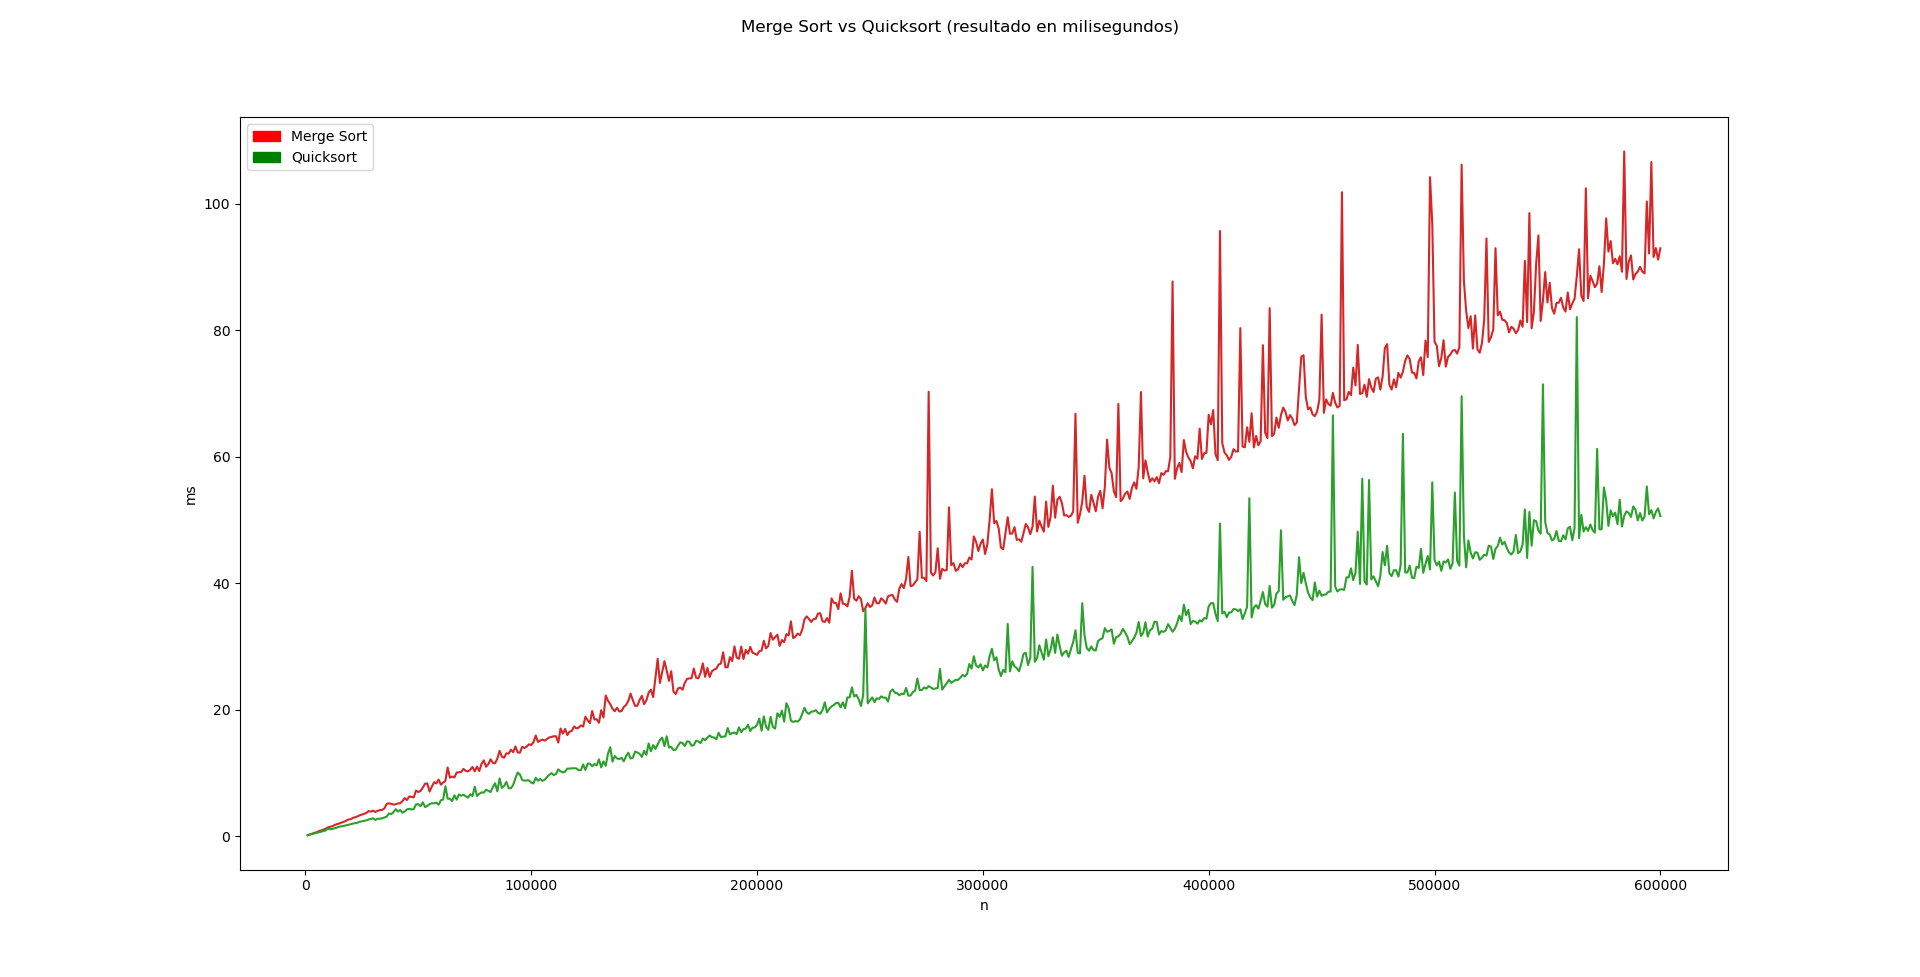 Merge Sort vs Quicksort (resultado en milisegundos)
Merge Sort
Quicksort
100
80
60
40
20
0
ms
0 100000 200000 300000 400000 500000 600000
n